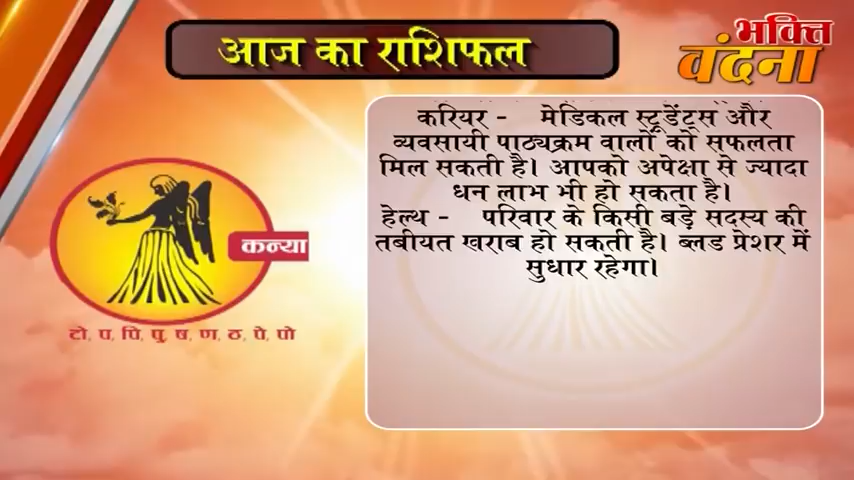 आज का राशिफल
भक्ति
वंदना
करियर - मेडिकल स्टूडेंट्स और
व्यवसायी पाठ्यक्रम वालों को सफलता
मिल सकती है। आपको अपेक्षा से ज्यादा
धन लाभ भी हो सकता है।
हेल्थ - परिवार के किसी बड़े सदस्य की
तबीयत खराब हो सकती है। ब्लड प्रेशर में
सुधार रहेगा।
कन्या
टो, प, पि, पु, ष, ण, ठ, पे, पो